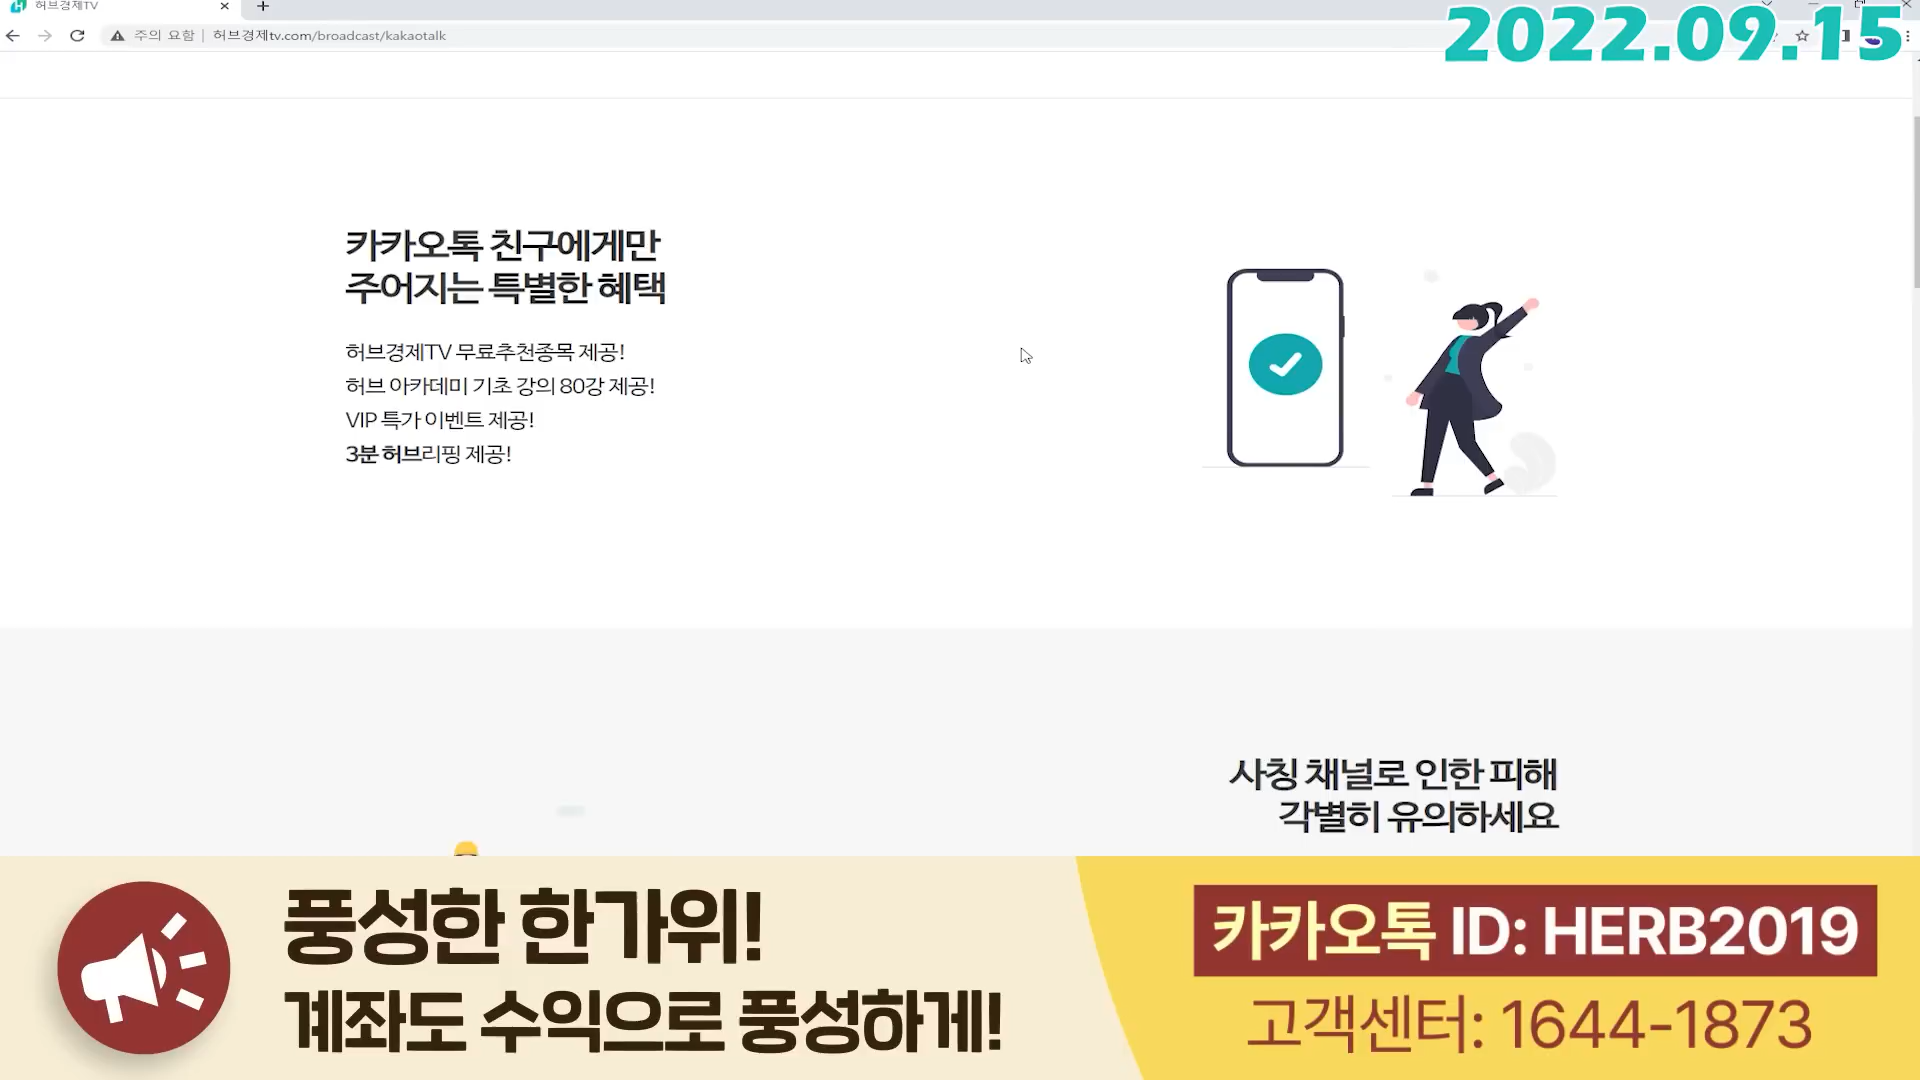 허브경제TV
2022.09.15
주의 요함 | 허브경제tv.com/broadcast/kakaotalk
카카오톡 친구에게만
주어지는 특별한 혜택
허브경제TV 무료추천종목 제공!
허브 아카데미 기초 강의 80강 제공!
VIP 특가 이벤트 제공!
3분 허브리핑 제공!
사칭 채널로 인한 피해
각별히 유의하세요
풍성한 한가위!
계좌도 수익으로 풍성하게!
카카오톡 ID: HERB2019
고객센터: 1644-1873